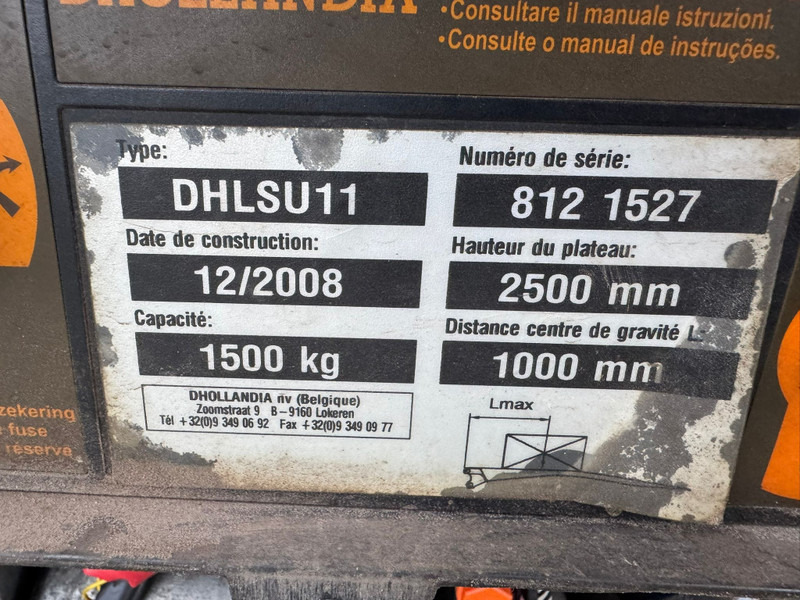 DHOLLANDIA
•Consultare il manuale istruzioni.
•Consulte o manual de instruções.
Type:
DHLSU11
Numéro de série:
812 1527
Date de construction:
12/2008
Hauteur du plateau:
2500 mm
Capacité:
1500 kg
Distance centre de gravité L:
1000 mm
DHOLLANDIA nv (Belgique)
Zoomstraat 9 B–9160 Lokeren
Tél +32(0)9 349 06 92 Fax +32(0)9 349 09 77
Lmax
zekering
fuse
réserve